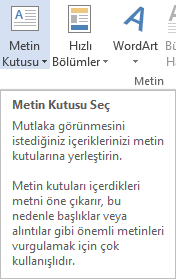 Metin
Kutusu
Hızlı
Bölümler
WordArt
Metin
Metin Kutusu Seç
Mutlaka görünmesini
istediğiniz içeriklerinizi metin
kutularına yerleştirin.
Metin kutuları içerdikleri
metni öne çıkarır, bu
nedenle başlıklar veya
alıntılar gibi önemli metinleri
vurgulamak için çok
kullanışlıdır.